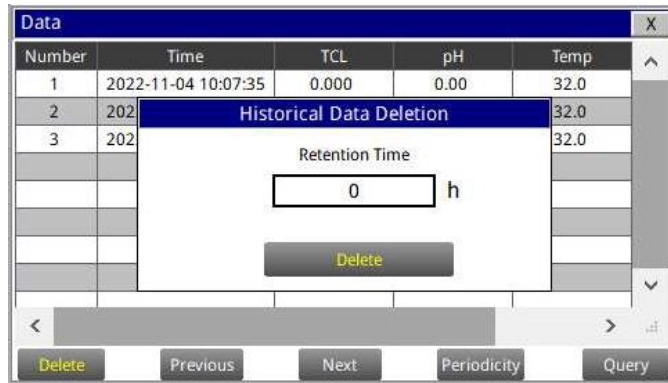 Data X
Number Time TCL pH Temp
1 2022-11-04 10:07:35 0.000 0.00 32.0
2 202 32.0
3 202 32.0
Historical Data Deletion
Retention Time
0 h
Delete
Delete Previous Next Periodicity Query